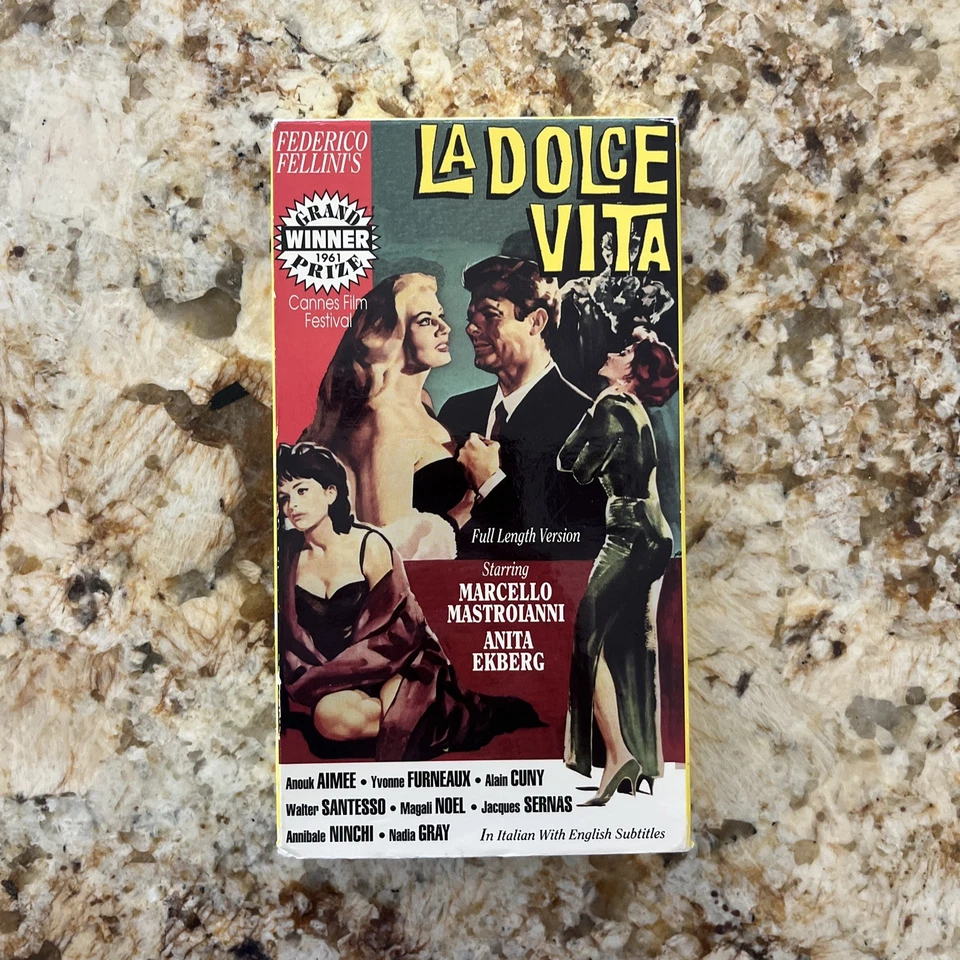 FEDERICO
FELLINI'S
LA DOLCE
VITA
GRAND
WINNER
1961
PRIZE
Cannes Film
Festival
Full Length Version
Starring
MARCELLO
MASTROIANNI
ANITA
EKBERG
Anouk AIMEE • Yvonne FURNEAUX • Alain CUNY
Walter SANTESSO • Magali NOEL • Jacques SERNAS
Annibale NINCHI • Nadia GRAY
In Italian With English Subtitles